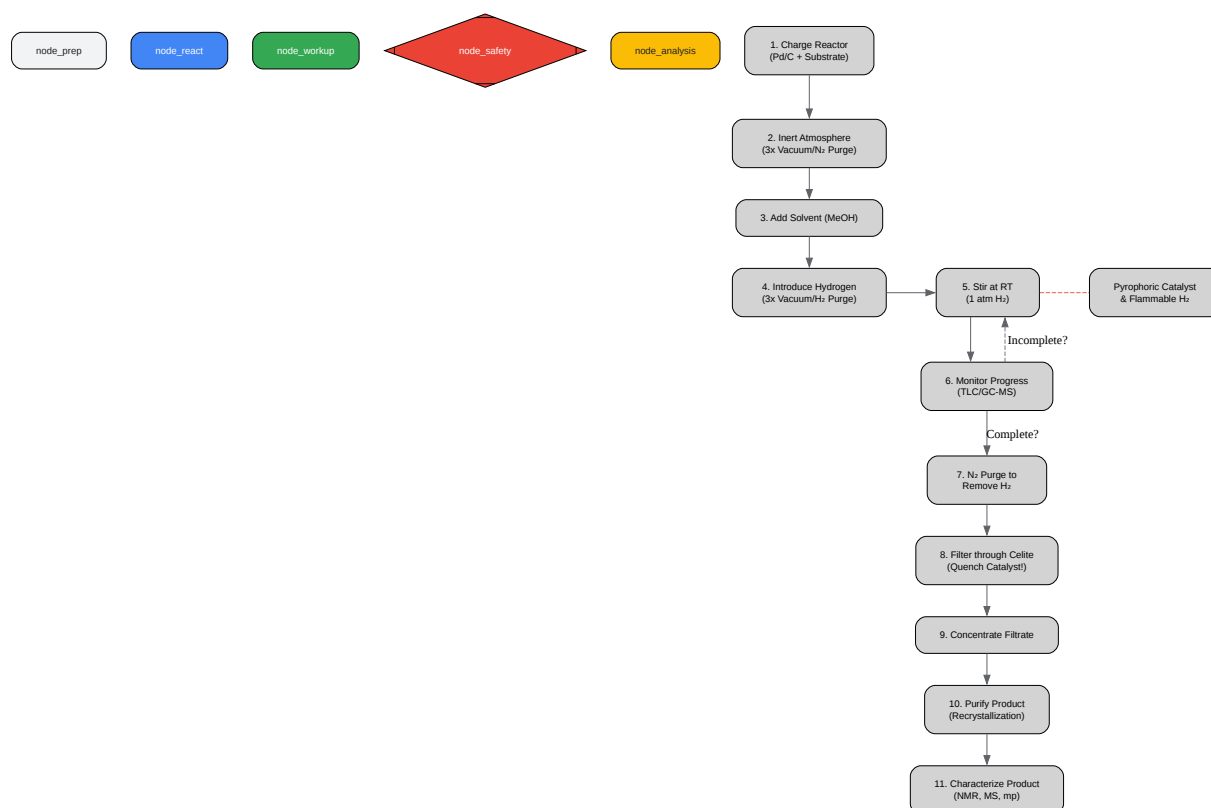 node_prep
node_react
node_workup
node_safety
node_analysis
1. Charge Reactor
(Pd/C + Substrate)
2. Inert Atmosphere
(3x Vacuum/N₂ Purge)
3. Add Solvent (MeOH)
4. Introduce Hydrogen
(3x Vacuum/H₂ Purge)
5. Stir at RT
(1 atm H₂)
Pyrophoric Catalyst
& Flammable H₂
Incomplete?
6. Monitor Progress
(TLC/GC-MS)
Complete?
7. N₂ Purge to
Remove H₂
8. Filter through Celite
(Quench Catalyst!)
9. Concentrate Filtrate
10. Purify Product
(Recrystallization)
11. Characterize Product
(NMR, MS, mp)